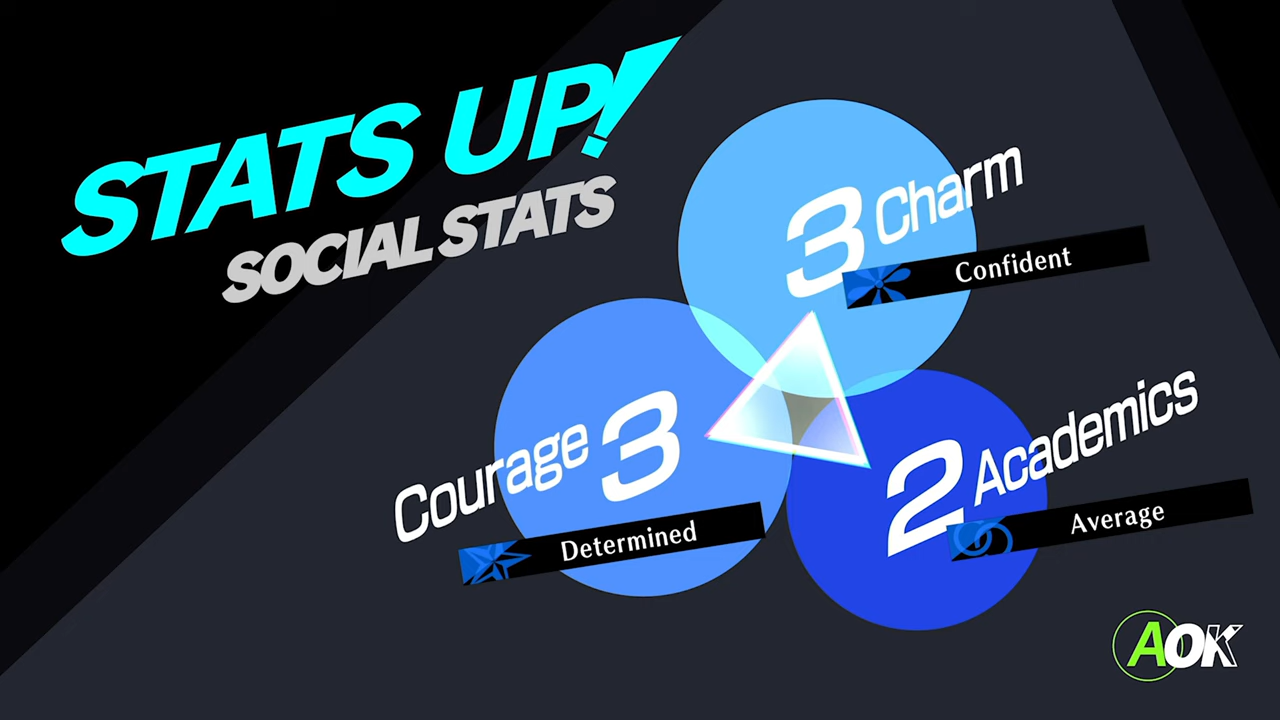 STATS UP!
SOCIAL STATS
3 Charm
Confident
Courage 3
Determined
2 Academics
Average
AOK